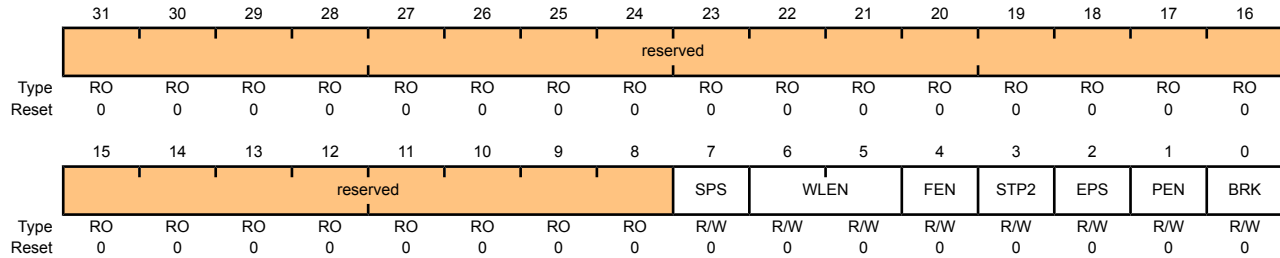 31 30 29 28 27 26 25 24 23 22 21 20 19 18 17 16
reserved
Type RO RO RO RO RO RO RO RO RO RO RO RO RO RO RO RO
Reset 0 0 0 0 0 0 0 0 0 0 0 0 0 0 0 0
15 14 13 12 11 10 9 8 7 6 5 4 3 2 1 0
reserved SPS WLEN FEN STP2 EPS PEN BRK
Type RO RO RO RO RO RO RO RO R/W R/W R/W R/W R/W R/W R/W R/W
Reset 0 0 0 0 0 0 0 0 0 0 0 0 0 0 0 0